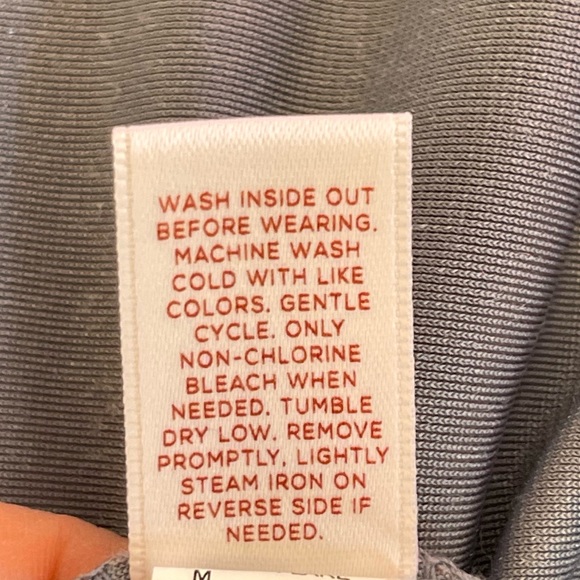 WASH INSIDE OUT
BEFORE WEARING.
MACHINE WASH
COLD WITH LIKE
COLORS. GENTLE
CYCLE. ONLY
NON-CHLORINE
BLEACH WHEN
NEEDED. TUMBLE
DRY LOW. REMOVE
PROMPTLY, LIGHTLY
STEAM IRON ON
REVERSE SIDE IF
NEEDED.
M